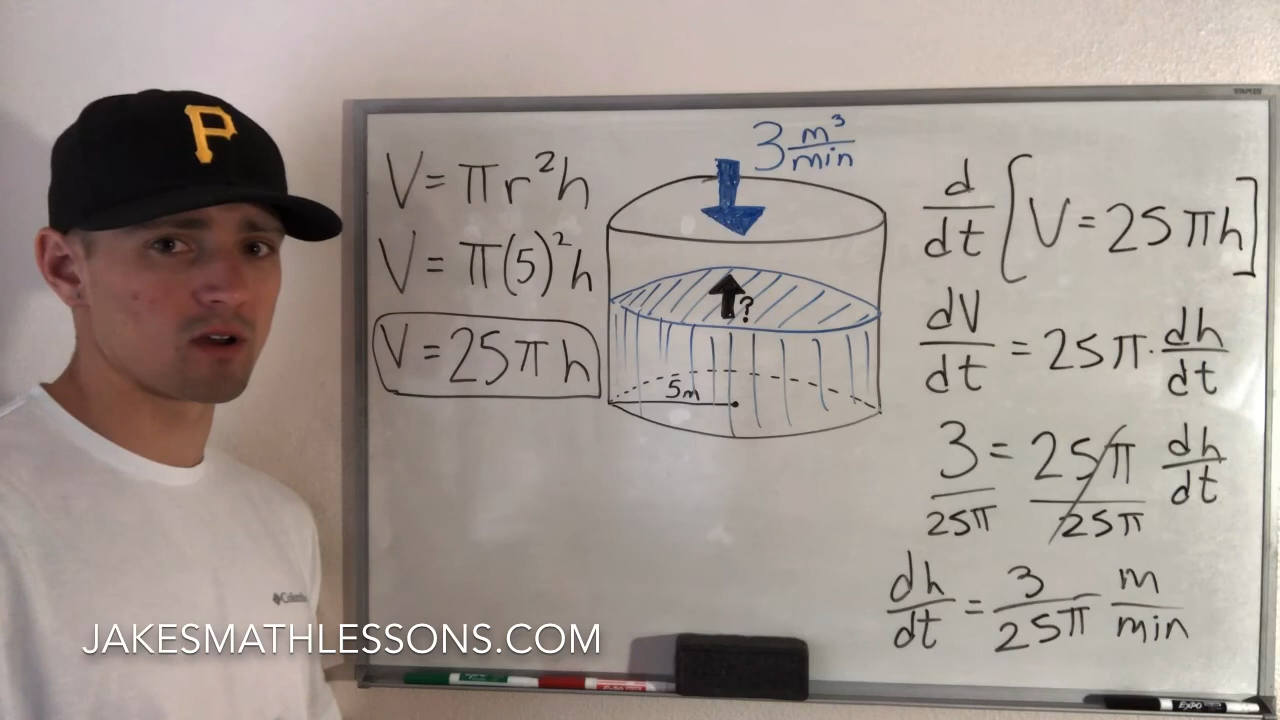 P
V = πr²h
V = π(5)²h
V = 25πh
3 m³/min
?
5m
d/dt [V = 25πh]
dV/dt = 25π · dh/dt
3/25π = 25π/25π dh/dt
dh/dt = 3/25π m/min
Columbia
JAKESMATHLESSONS.COM
STAPLES
EXPO